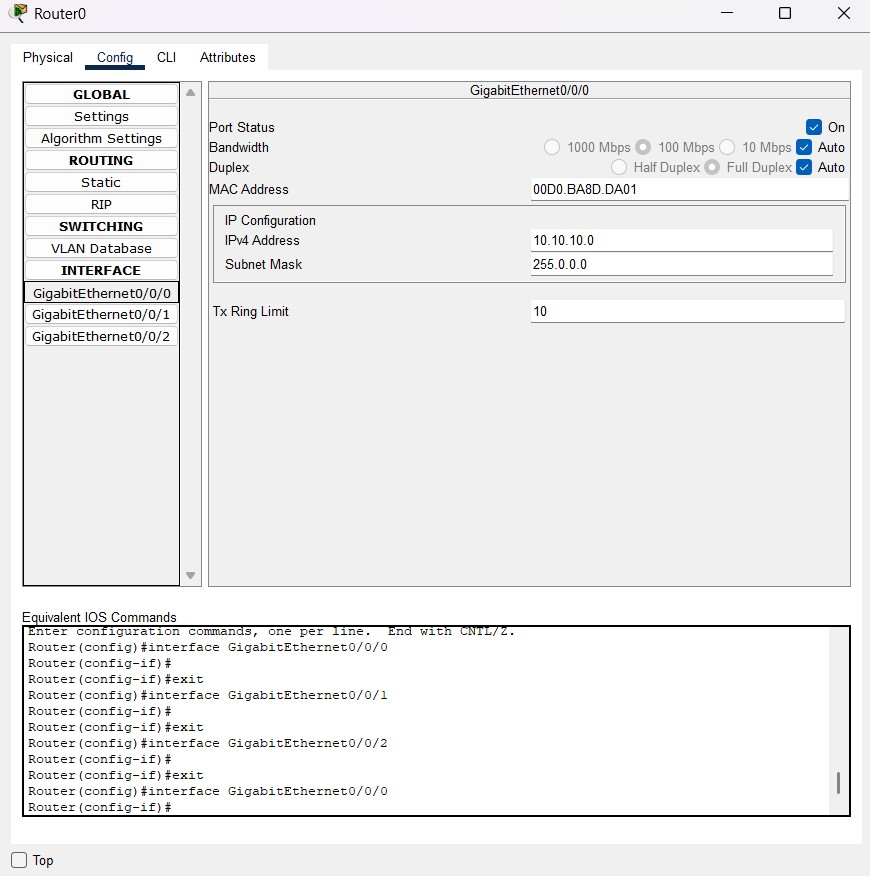 Router0
Physical Config CLI Attributes
GLOBAL
Settings
Algorithm Settings
ROUTING
Static
RIP
SWITCHING
VLAN Database
INTERFACE
GigabitEthernet0/0/0
GigabitEthernet0/0/1
GigabitEthernet0/0/2
GigabitEthernet0/0/0
Port Status On
Bandwidth 1000 Mbps 100 Mbps 10 Mbps Auto
Duplex Half Duplex Full Duplex Auto
MAC Address 00D0.BA8D.DA01
IP Configuration
IPv4 Address 10.10.10.0
Subnet Mask 255.0.0.0
Tx Ring Limit 10
Equivalent IOS Commands
Enter configuration commands, one per line. End with CNTL/Z.
Router(config)#interface GigabitEthernet0/0/0
Router(config-if)#
Router(config-if)#exit
Router(config)#interface GigabitEthernet0/0/1
Router(config-if)#
Router(config-if)#exit
Router(config)#interface GigabitEthernet0/0/2
Router(config-if)#
Router(config-if)#exit
Router(config)#interface GigabitEthernet0/0/0
Router(config-if)#
Top